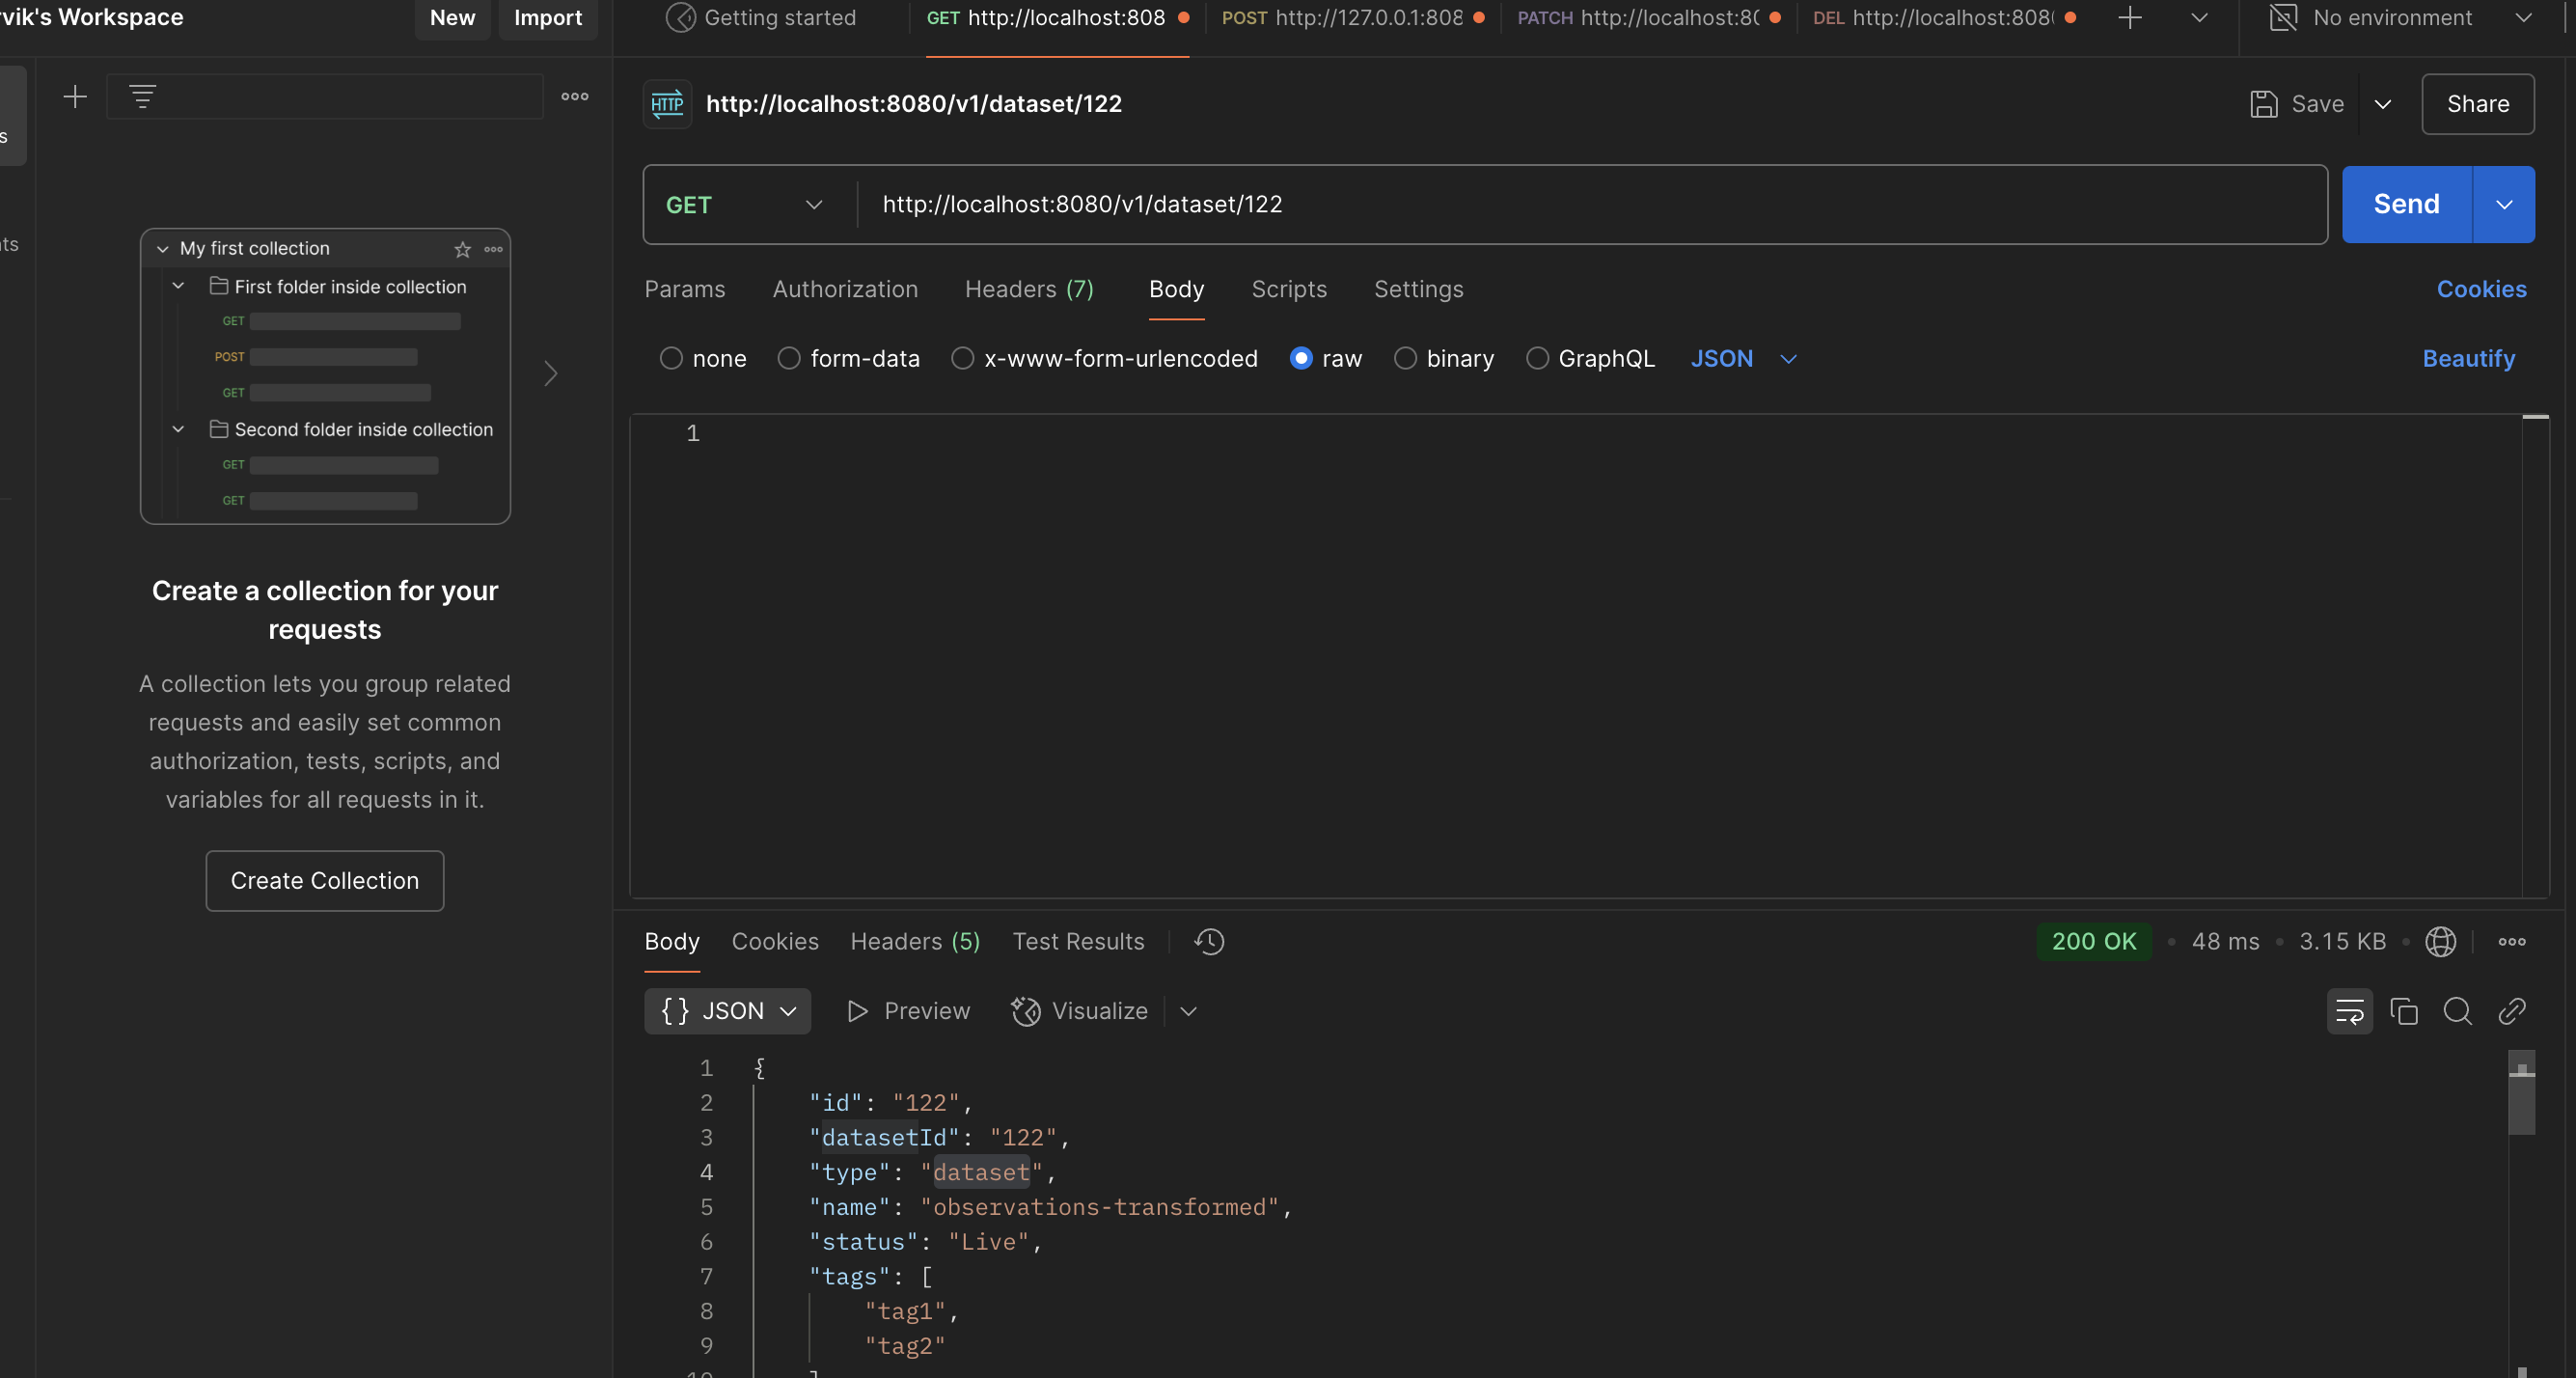 rvik's Workspace
New
Import
Getting started
GET http://localhost:808
POST http://127.0.0.1:808
PATCH http://localhost:80
DEL http://localhost:808
No environment
s
ts
My first collection
First folder inside collection
GET
POST
GET
Second folder inside collection
GET
GET
Create a collection for your
requests
A collection lets you group related
requests and easily set common
authorization, tests, scripts, and
variables for all requests in it.
Create Collection
HTTP
http://localhost:8080/v1/dataset/122
Save
Share
GET
http://localhost:8080/v1/dataset/122
Send
Params
Authorization
Headers (7)
Body
Scripts
Settings
Cookies
none
form-data
x-www-form-urlencoded
raw
binary
GraphQL
JSON
Beautify
1
Body
Cookies
Headers (5)
Test Results
200 OK
48 ms
3.15 KB
{} JSON
Preview
Visualize
1 {
2 "id": "122",
3 "datasetId": "122",
4 "type": "dataset",
5 "name": "observations-transformed",
6 "status": "Live",
7 "tags": [
8 "tag1",
9 "tag2"
10 ]